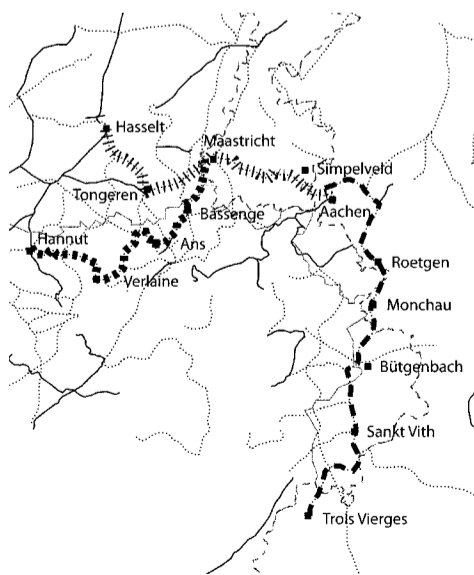 Hasselt
Maastricht
Simpelveld
Tongeren
Aachen
Bassenge
Hannut
Ans
Roetgen
Verlaine
Monchau
Bütgenbach
Sankt Vith
Trois Vierges